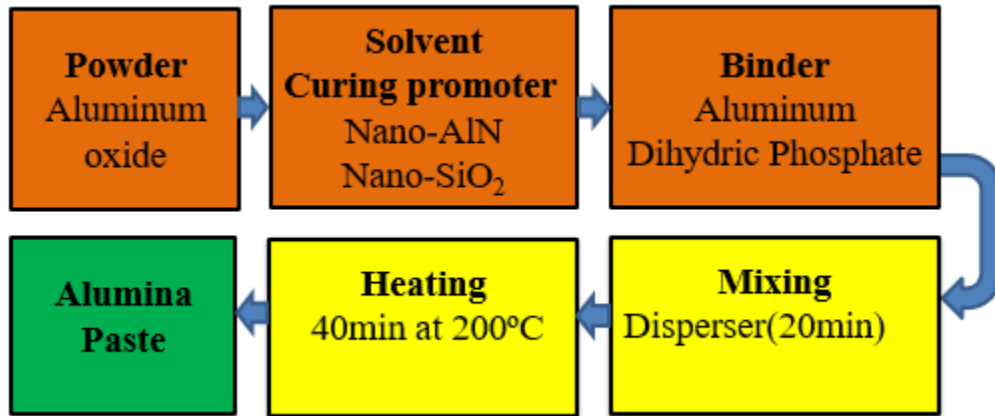 Powder
Aluminum
oxide
Solvent
Curing promoter
Nano-AlN
Nano-SiO₂
Binder
Aluminum
Dihydric Phosphate
Mixing
Disperser(20min)
Heating
40min at 200ºC
Alumina
Paste